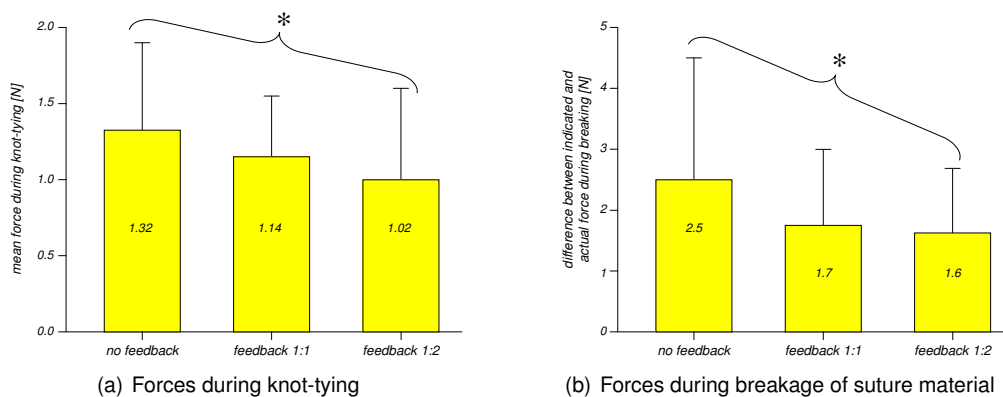 mean force during knot-tying [N]
2.0
1.5
1.0
0.5
0.0
*
1.32
1.14
1.02
no feedback
feedback 1:1
feedback 1:2
(a) Forces during knot-tying
difference between indicated and
actual force during breaking [N]
5
4
3
2
1
0
*
2.5
1.7
1.6
no feedback
feedback 1:1
feedback 1:2
(b) Forces during breakage of suture material